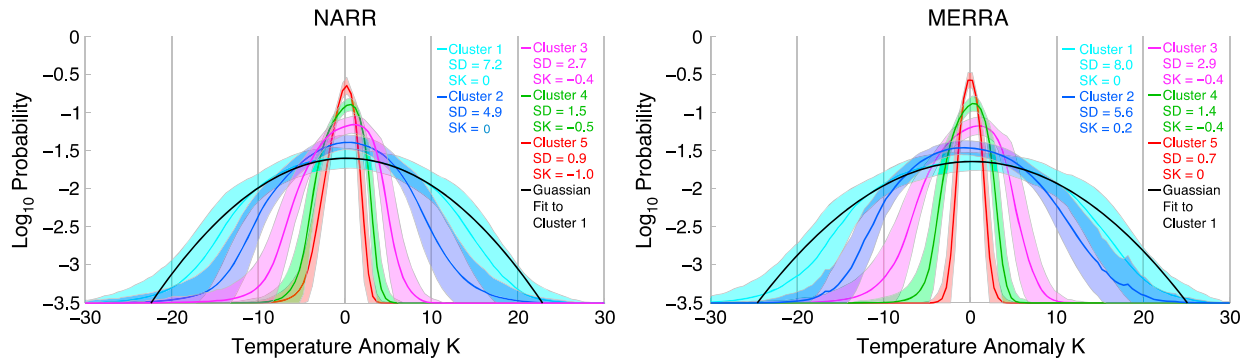 NARR
0
-0.5
-1
-1.5
-2
-2.5
-3
-3.5
Log10 Probability
-30
-20
-10
0
10
20
30
Temperature Anomaly K
Cluster 1
SD = 7.2
SK = 0
Cluster 2
SD = 4.9
SK = 0
Cluster 3
SD = 2.7
SK = -0.4
Cluster 4
SD = 1.5
SK = -0.5
Cluster 5
SD = 0.9
SK = -1.0
Guassian
Fit to
Cluster 1
MERRA
0
-0.5
-1
-1.5
-2
-2.5
-3
-3.5
Log10 Probability
-30
-20
-10
0
10
20
30
Temperature Anomaly K
Cluster 1
SD = 8.0
SK = 0
Cluster 2
SD = 5.6
SK = 0.2
Cluster 3
SD = 2.9
SK = -0.4
Cluster 4
SD = 1.4
SK = -0.4
Cluster 5
SD = 0.7
SK = 0
Guassian
Fit to
Cluster 1